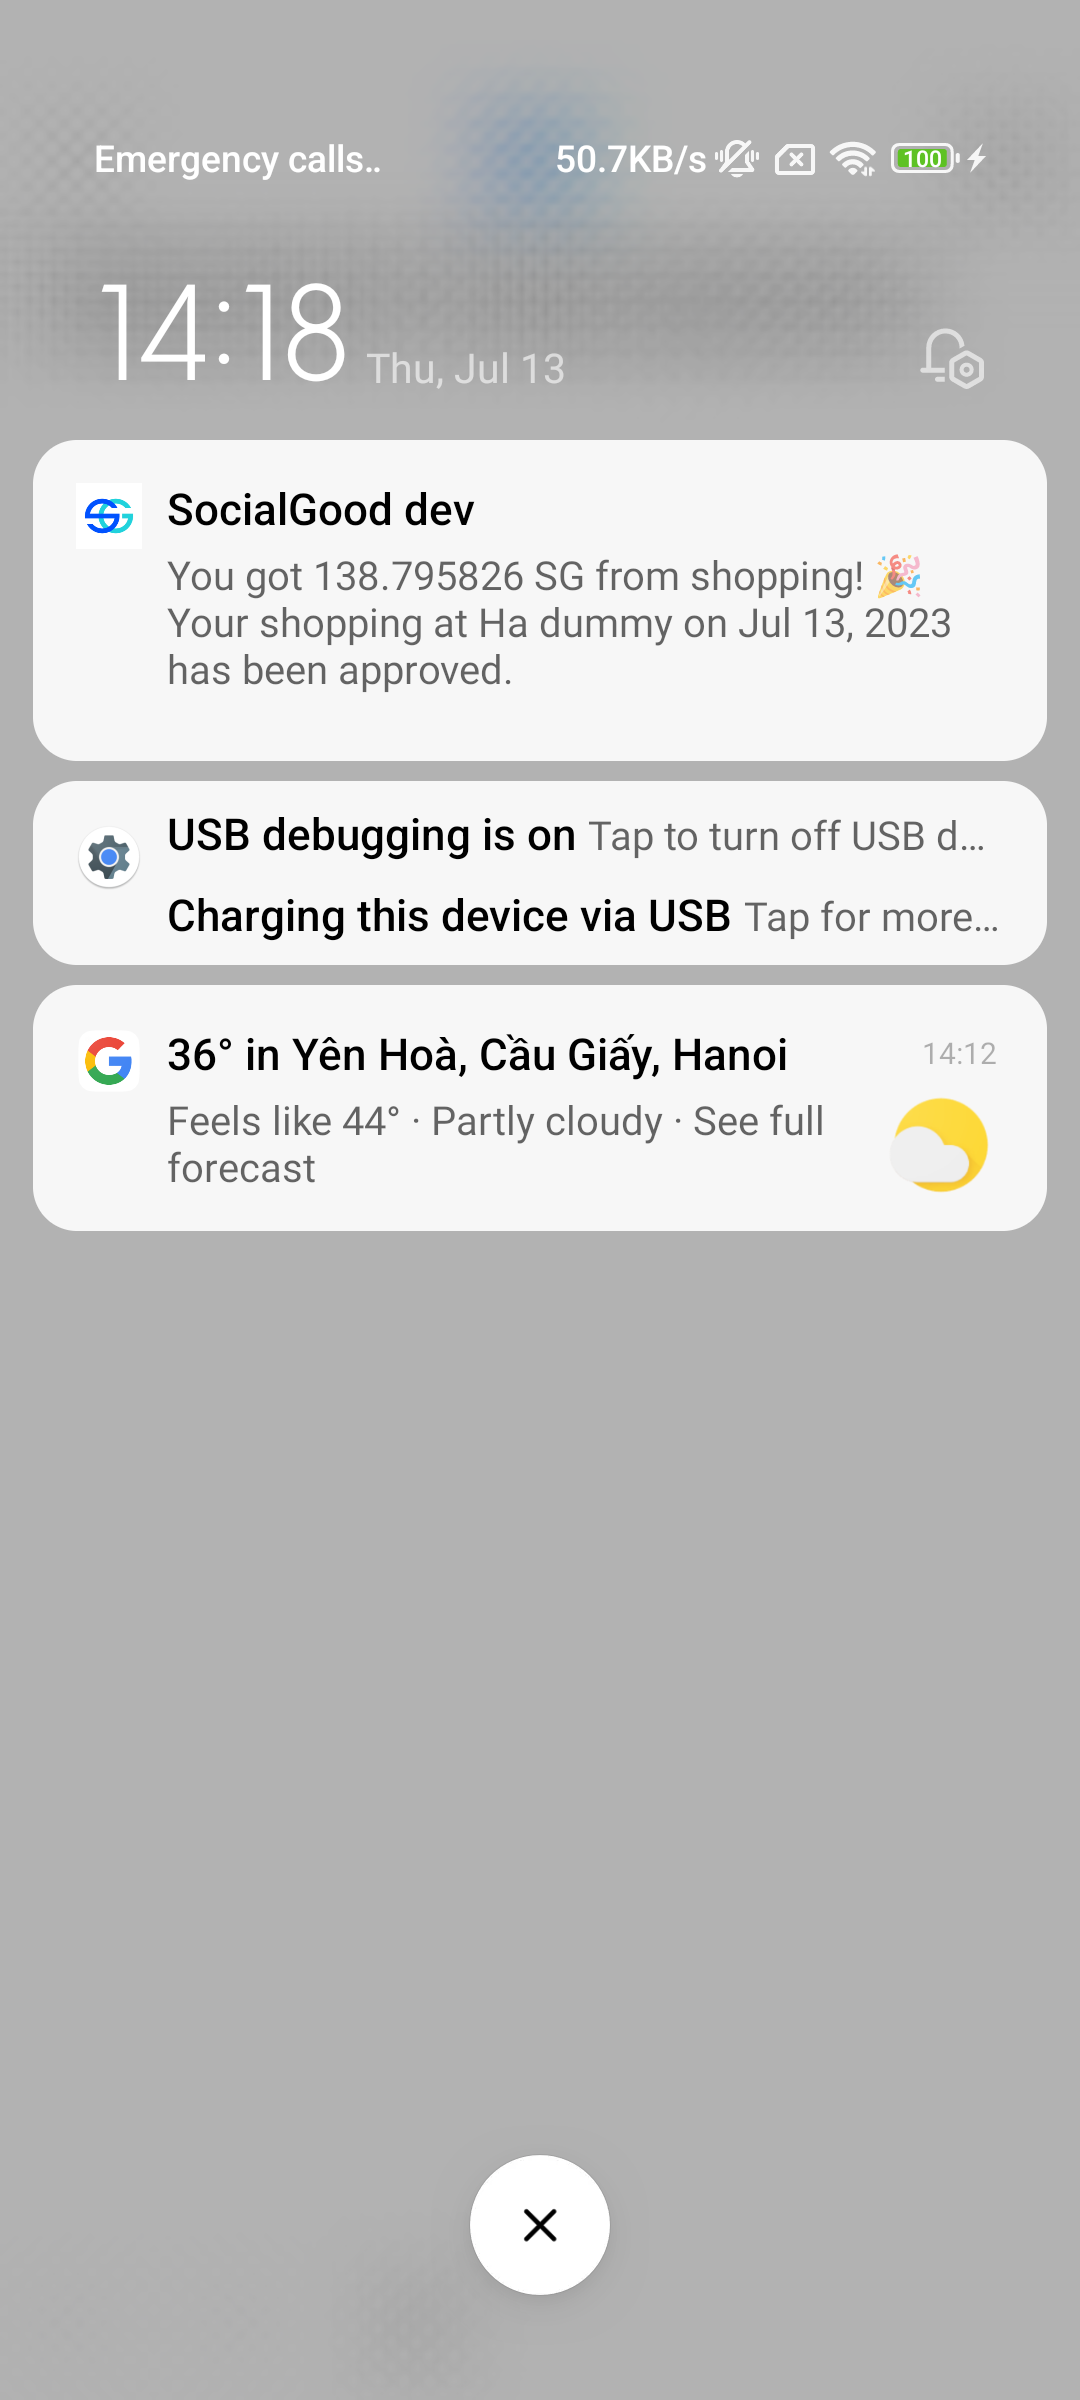 Emergency calls..
50.7KB/s
100
14:18 Thu, Jul 13
SocialGood dev
You got 138.795826 SG from shopping! 🎉
Your shopping at Ha dummy on Jul 13, 2023
has been approved.
USB debugging is on Tap to turn off USB d...
Charging this device via USB Tap for more...
36° in Yên Hoà, Cầu Giấy, Hanoi
14:12
Feels like 44° · Partly cloudy · See full
forecast